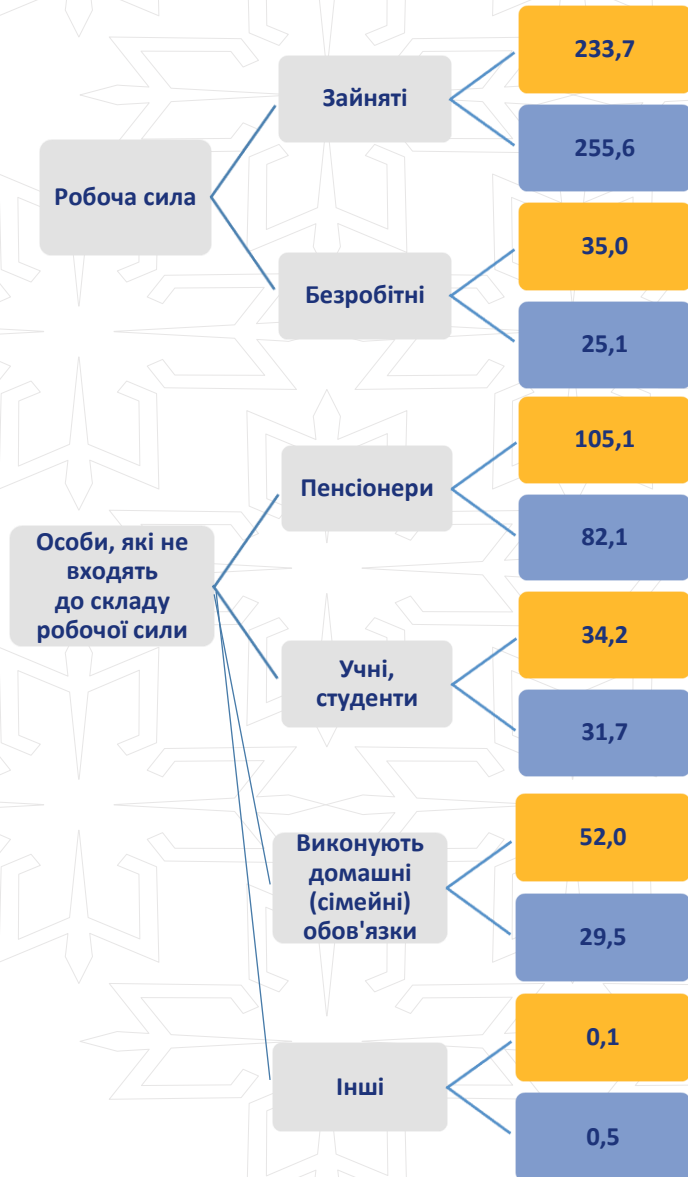 Робоча сила
Зайняті
233,7
255,6
Безробітні
35,0
25,1
Особи, які не
входять
до складу
робочої сили
Пенсіонери
105,1
82,1
Учні,
студенти
34,2
31,7
Виконують
домашні
(сімейні)
обов'язки
52,0
29,5
Інші
0,1
0,5